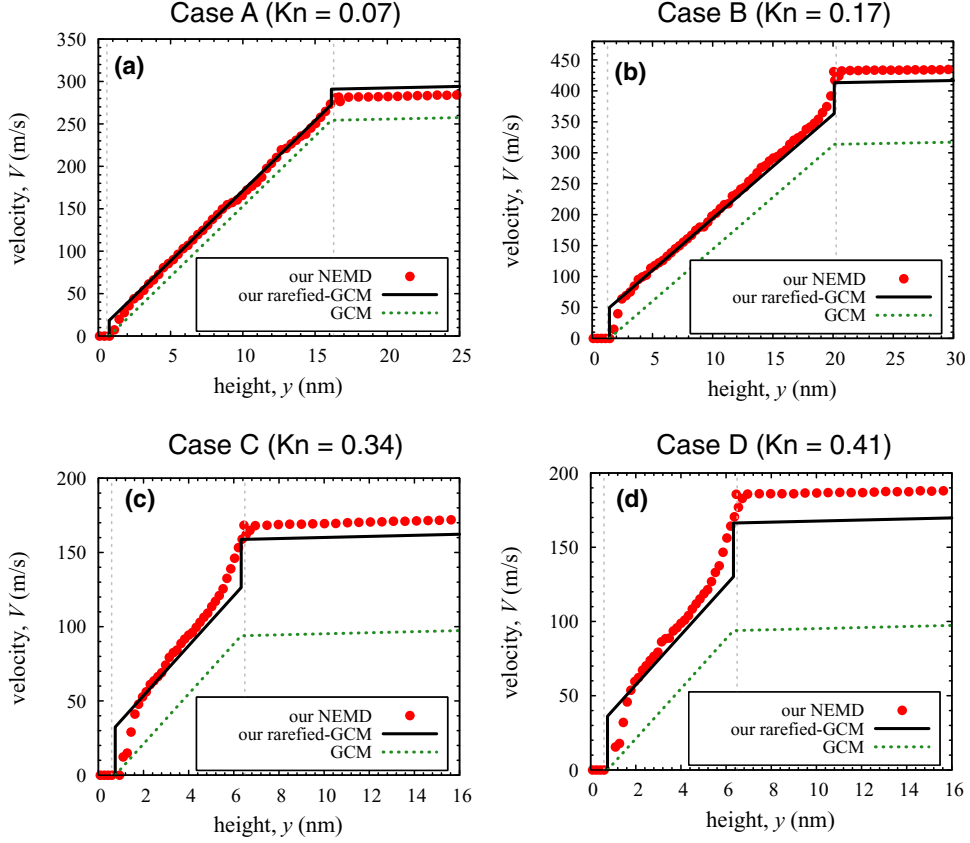 Case A (Kn = 0.07)
350
300
250
200
150
100
50
0
velocity, V (m/s)
(a)
our NEMD
our rarefied-GCM
GCM
0 5 10 15 20 25
height, y (nm)
Case B (Kn = 0.17)
450
400
350
300
250
200
150
100
50
0
velocity, V (m/s)
(b)
our NEMD
our rarefied-GCM
GCM
0 5 10 15 20 25 30
height, y (nm)
Case C (Kn = 0.34)
200
150
100
50
0
velocity, V (m/s)
(c)
our NEMD
our rarefied-GCM
GCM
0 2 4 6 8 10 12 14 16
height, y (nm)
Case D (Kn = 0.41)
200
150
100
50
0
velocity, V (m/s)
(d)
our NEMD
our rarefied-GCM
GCM
0 2 4 6 8 10 12 14 16
height, y (nm)